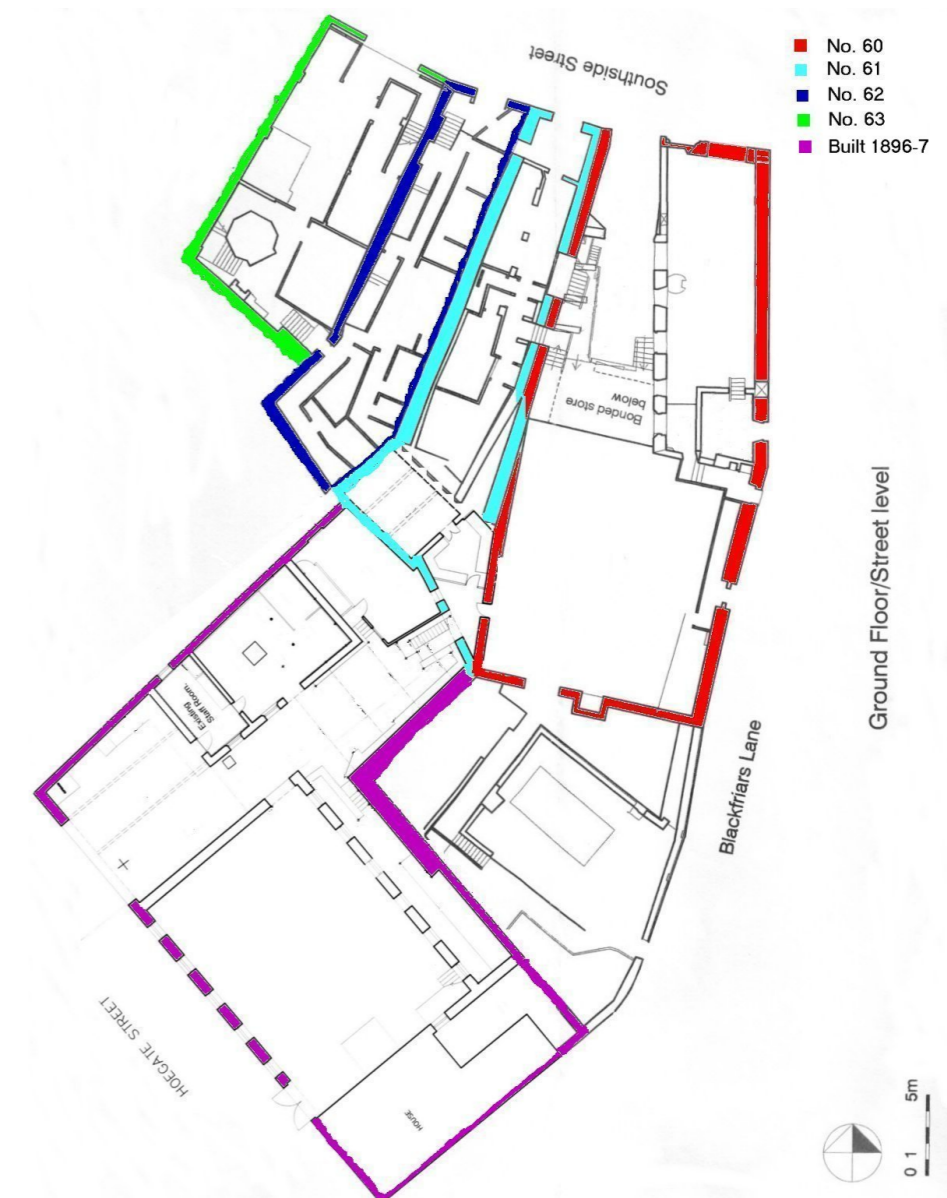 Southside Street
No. 60
No. 61
No. 62
No. 63
Built 1896-7
Bonded store
below
Existing
Staff Room.
Ground Floor/Street level
Blackfriars Lane
HOEGATE STREET
HOUSE
0 1 5m